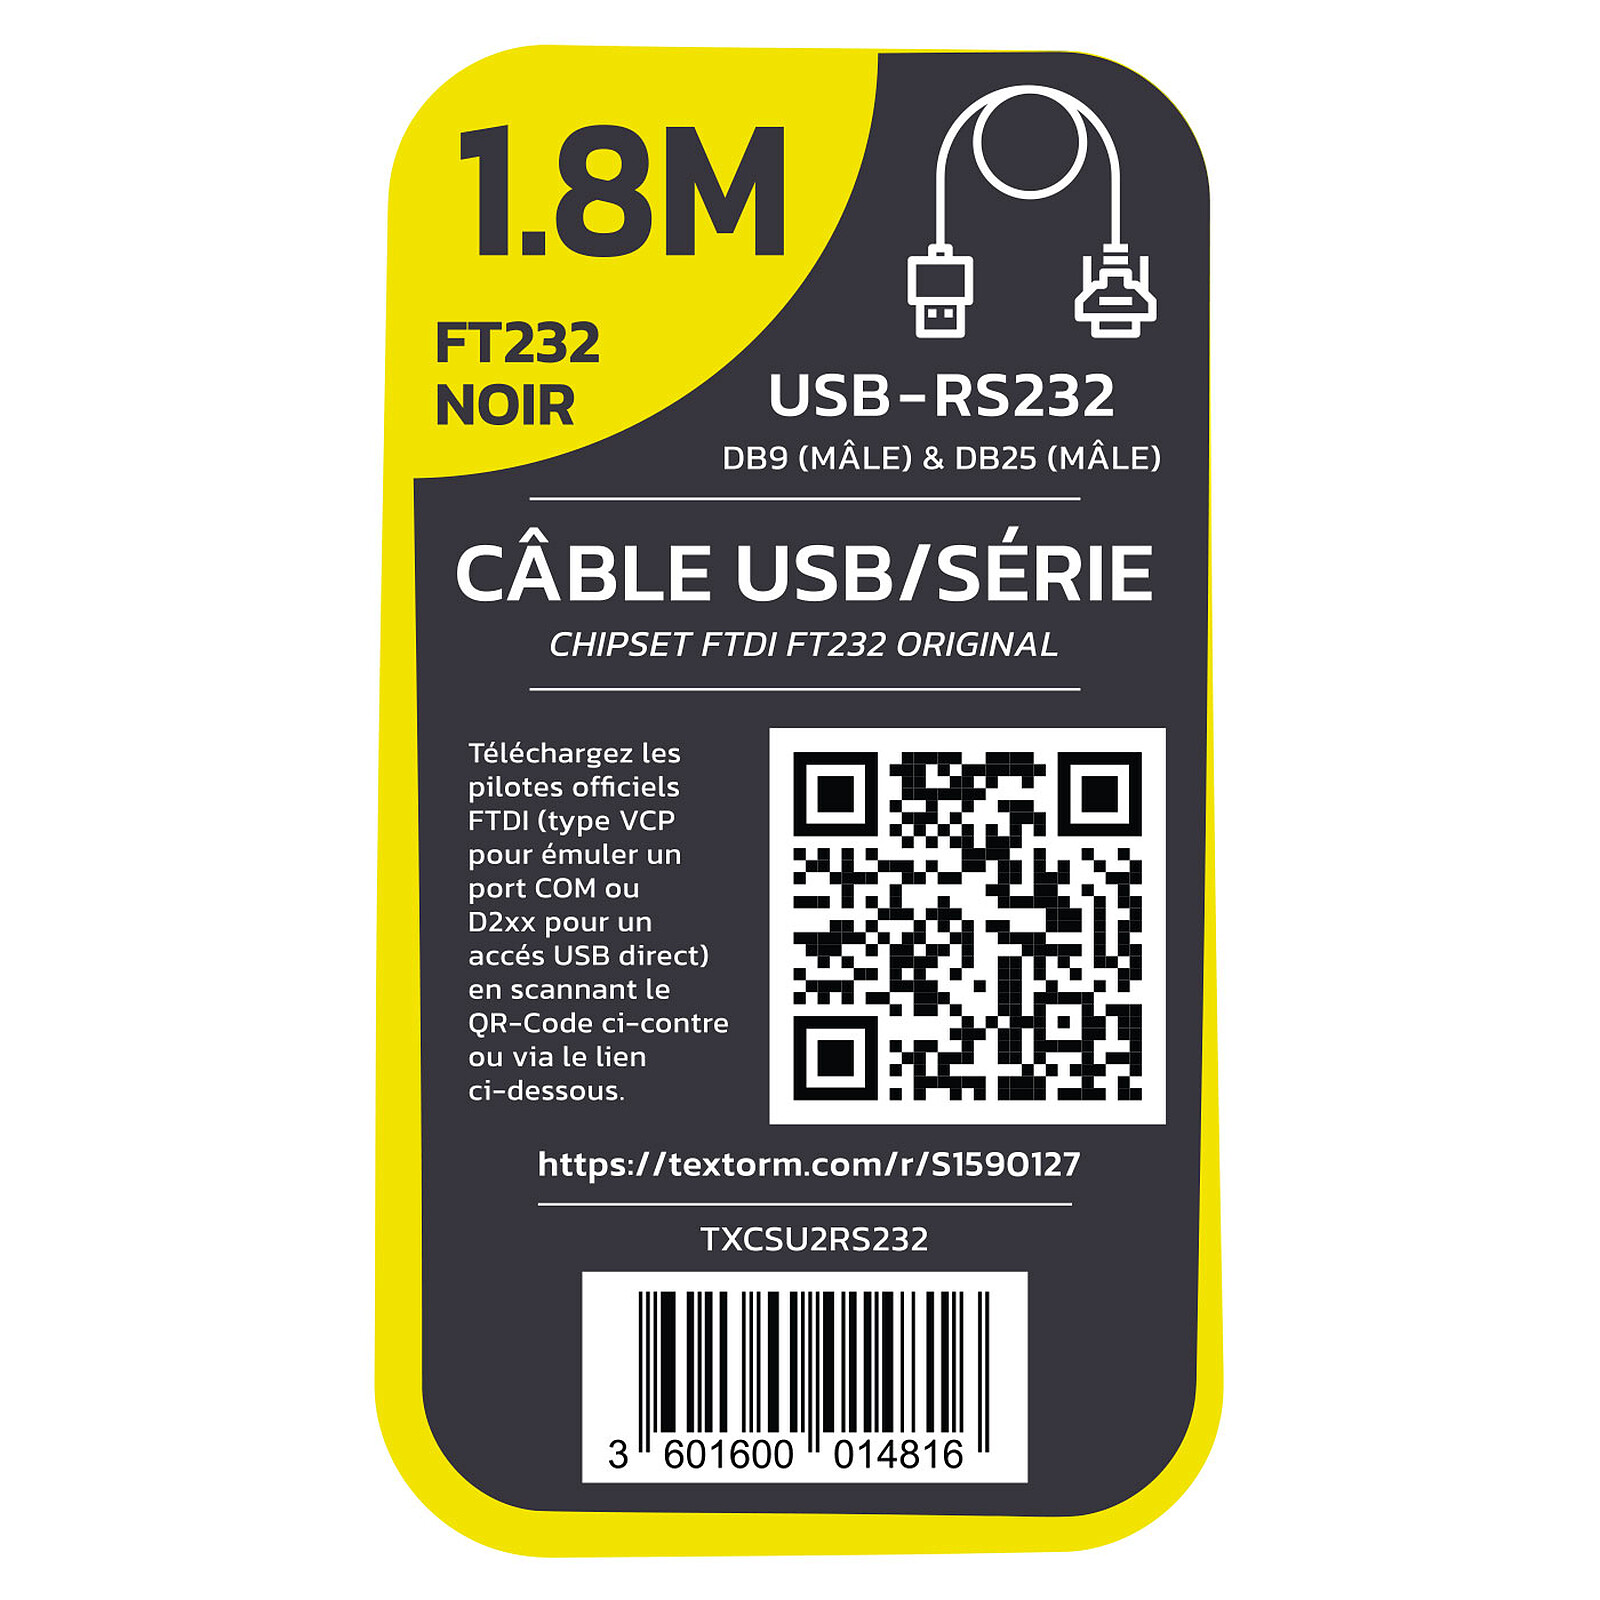 1.8M
FT232
NOIR
USB-RS232
DB9 (MÂLE) & DB25 (MÂLE)
CÂBLE USB/SÉRIE
CHIPSET FTDI FT232 ORIGINAL
Téléchargez les
pilotes officiels
FTDI (type VCP
pour émuler un
port COM ou
D2xx pour un
accés USB direct)
en scannant le
QR-Code ci-contre
ou via le lien
ci-dessous.
https://textorm.com/r/S1590127
TXCSU2RS232
3 601600 014816